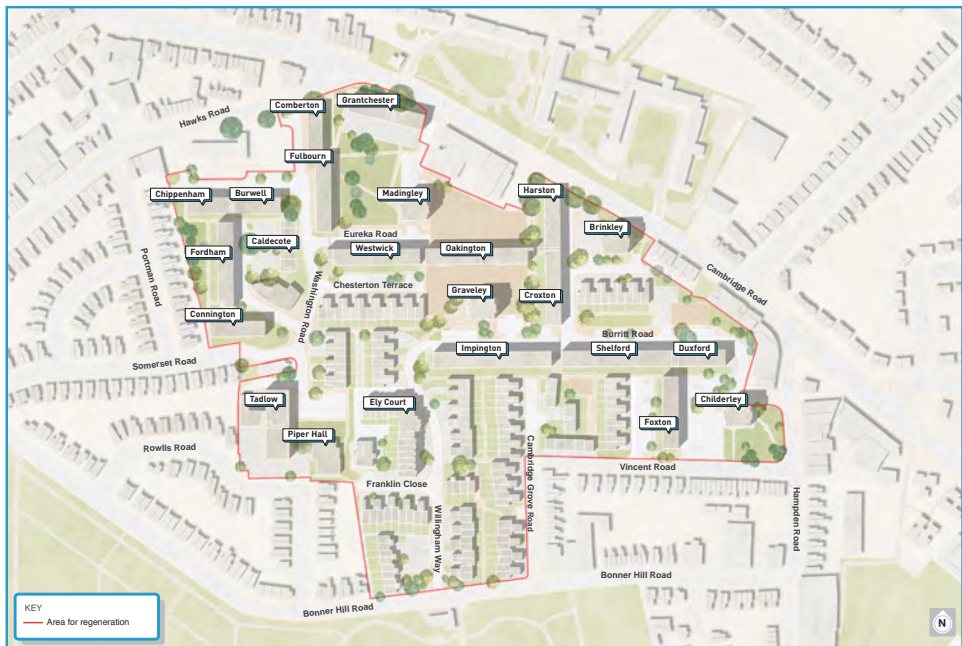 Comberton
Grantchester
Hawks Road
Fulbourn
Chippenham
Burwell
Madingley
Harston
Brinkley
Eureka Road
Fordham
Caldecote
Westwick
Oakington
Portman Road
Washington Road
Chesterton Terrace
Graveley
Croxton
Cambridge Road
Connington
Burritt Road
Impington
Shelford
Duxford
Somerset Road
Tadlow
Ely Court
Childerley
Foxton
Piper Hall
Rowlls Road
Cambridge Grove Road
Vincent Road
Franklin Close
Willingham Way
Hampden Road
Bonner Hill Road
Bonner Hill Road
KEY
Area for regeneration
N